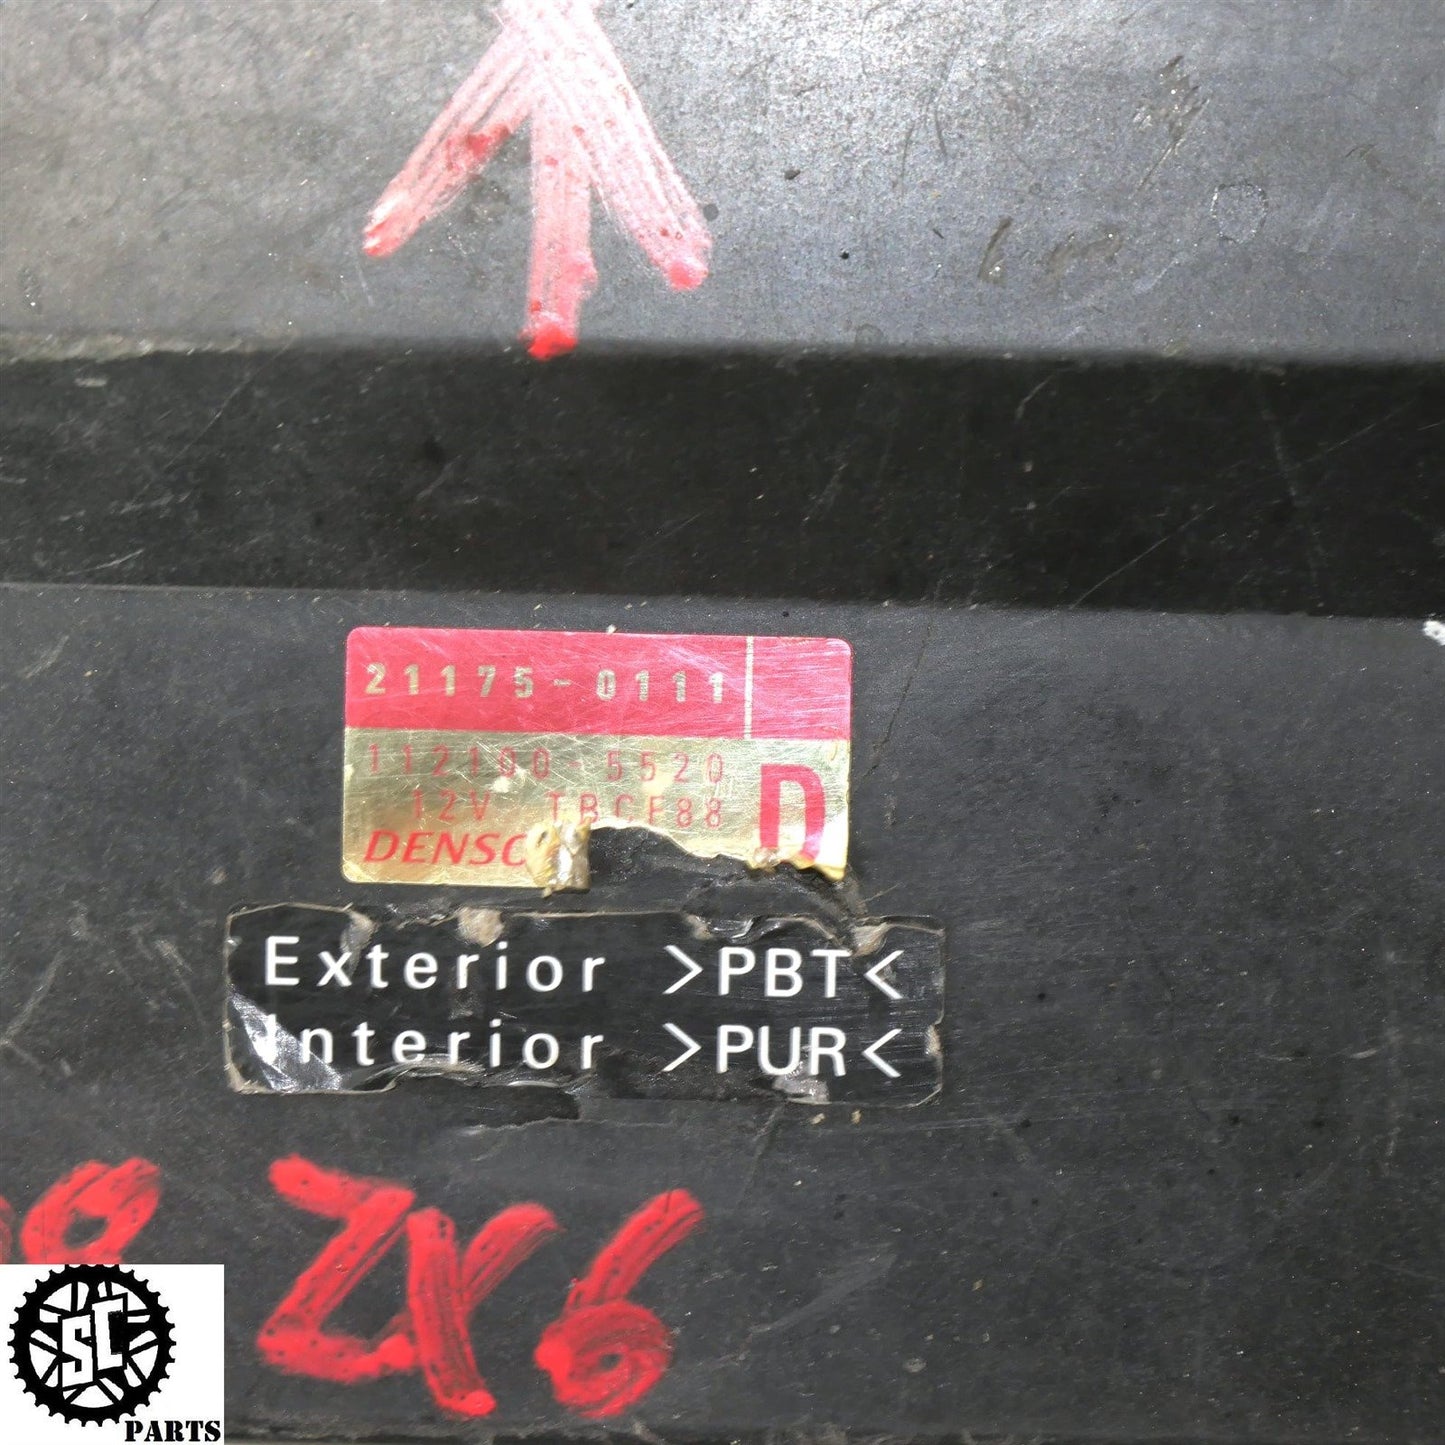 21175-0111
112100-5520
12V TBCF88
D
DENSO
Exterior >PBT<
Interior >PUR<
ZX6
SC
PARTS